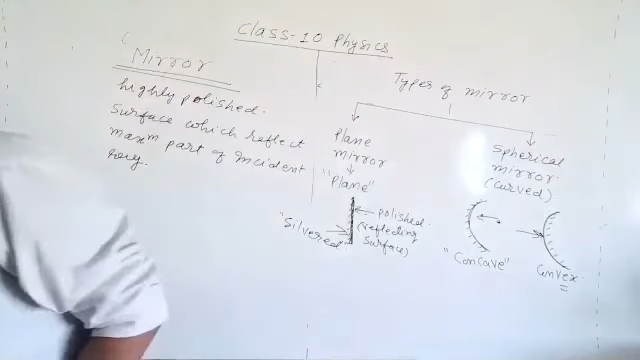 Class-10 Physics
Mirror
highly polished.
Surface which reflect
maxm part of incident
ray.
Types of mirror
Plane
mirror
"Plane"
"Silvered"
polished
(reflecting
surface)
Spherical
mirror
(curved)
"Concave"
Convex